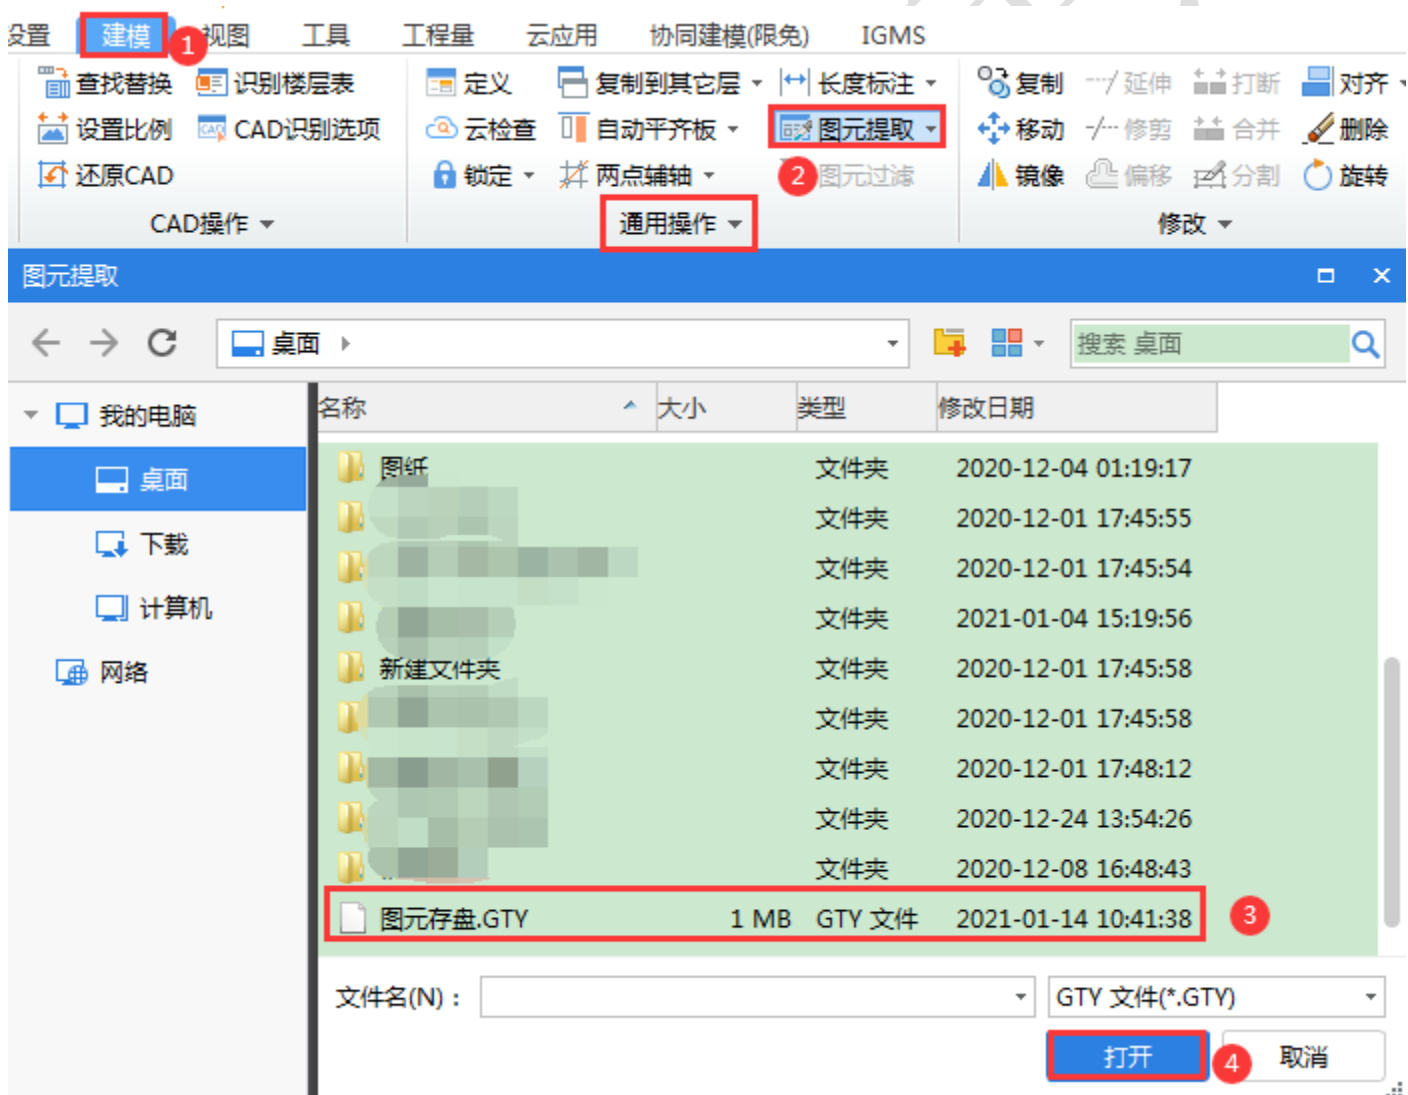 设置 建模 1 视图 工具 工程量 云应用 协同建模(限免) IGMS
查找替换 识别楼层表 定义 复制到其它层 长度标注 复制 延伸 打断 对齐
设置比例 CAD识别选项 云检查 自动平齐板 图元提取 移动 修剪 合并 删除
还原CAD 锁定 两点辅轴 2 图元过滤 镜像 偏移 分割 旋转
CAD操作 通用操作 修改
图元提取
桌面 搜索 桌面
我的电脑 名称 大小 类型 修改日期
桌面 图纸 文件夹 2020-12-04 01:19:17
文件夹 2020-12-01 17:45:55
下载 文件夹 2020-12-01 17:45:54
计算机 文件夹 2021-01-04 15:19:56
网络 新建文件夹 文件夹 2020-12-01 17:45:58
文件夹 2020-12-01 17:45:58
文件夹 2020-12-01 17:48:12
文件夹 2020-12-24 13:54:26
文件夹 2020-12-08 16:48:43
图元存盘.GTY 1 MB GTY 文件 2021-01-14 10:41:38 3
文件名(N)： GTY 文件(*.GTY)
打开 4 取消